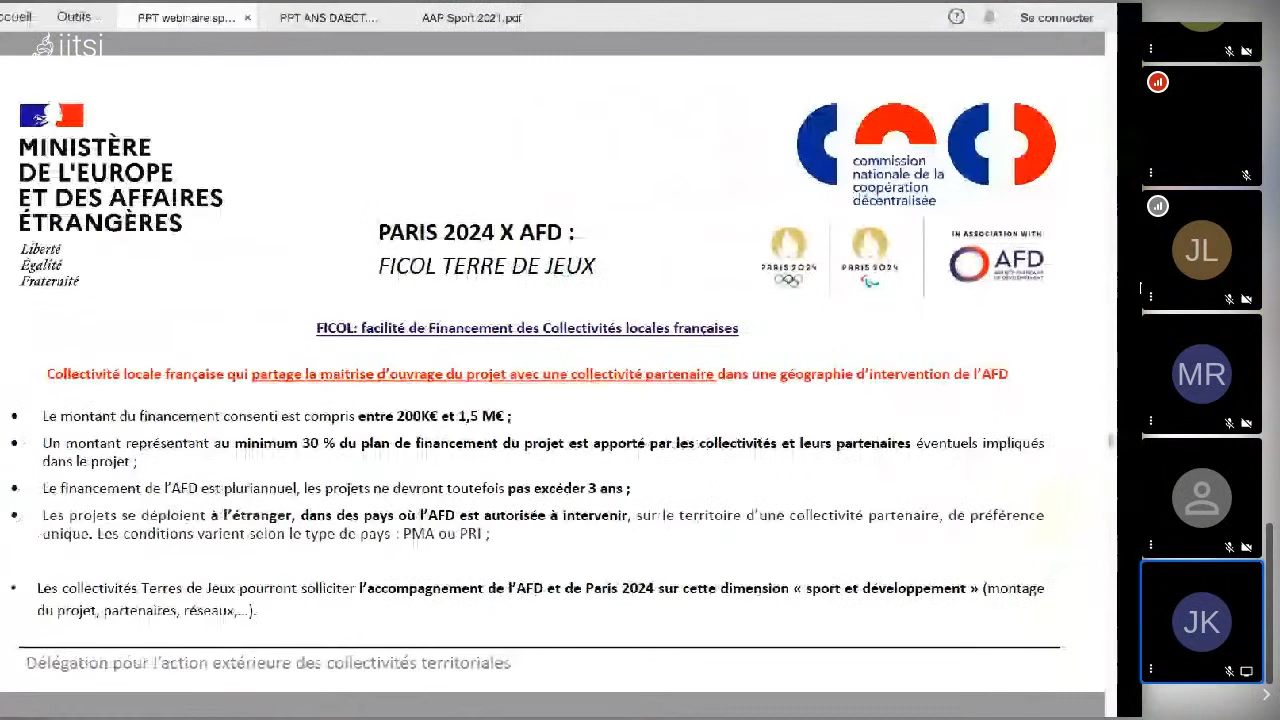 ccueil
Outils
PPT webinaire sp... ×
PPT ANS DAECT....
AAP Sport 2021.pdf
?
Se connecter
jitsi
MINISTÈRE
DE L'EUROPE
ET DES AFFAIRES
ÉTRANGÈRES
Liberté
Égalité
Fraternité
commission
nationale de la
coopération
décentralisée
PARIS 2024 X AFD :
FICOL TERRE DE JEUX
PARIS 2024
PARIS 2024
IN ASSOCIATION WITH
AFD
FICOL: facilité de Financement des Collectivités locales françaises
Collectivité locale française qui partage la maitrise d'ouvrage du projet avec une collectivité partenaire dans une géographie d'intervention de l'AFD
• Le montant du financement consenti est compris entre 200K€ et 1,5 M€ ;
• Un montant représentant au minimum 30 % du plan de financement du projet est apporté par les collectivités et leurs partenaires éventuels impliqués
dans le projet ;
• Le financement de l'AFD est pluriannuel, les projets ne devront toutefois pas excéder 3 ans ;
• Les projets se déploient à l'étranger, dans des pays où l'AFD est autorisée à intervenir, sur le territoire d'une collectivité partenaire, de préférence
unique. Les conditions varient selon le type de pays : PMA ou PRI ;
• Les collectivités Terres de Jeux pourront solliciter l'accompagnement de l'AFD et de Paris 2024 sur cette dimension « sport et développement » (montage
du projet, partenaires, réseaux,...).
Délégation pour l'action extérieure des collectivités territoriales
JL
MR
JK